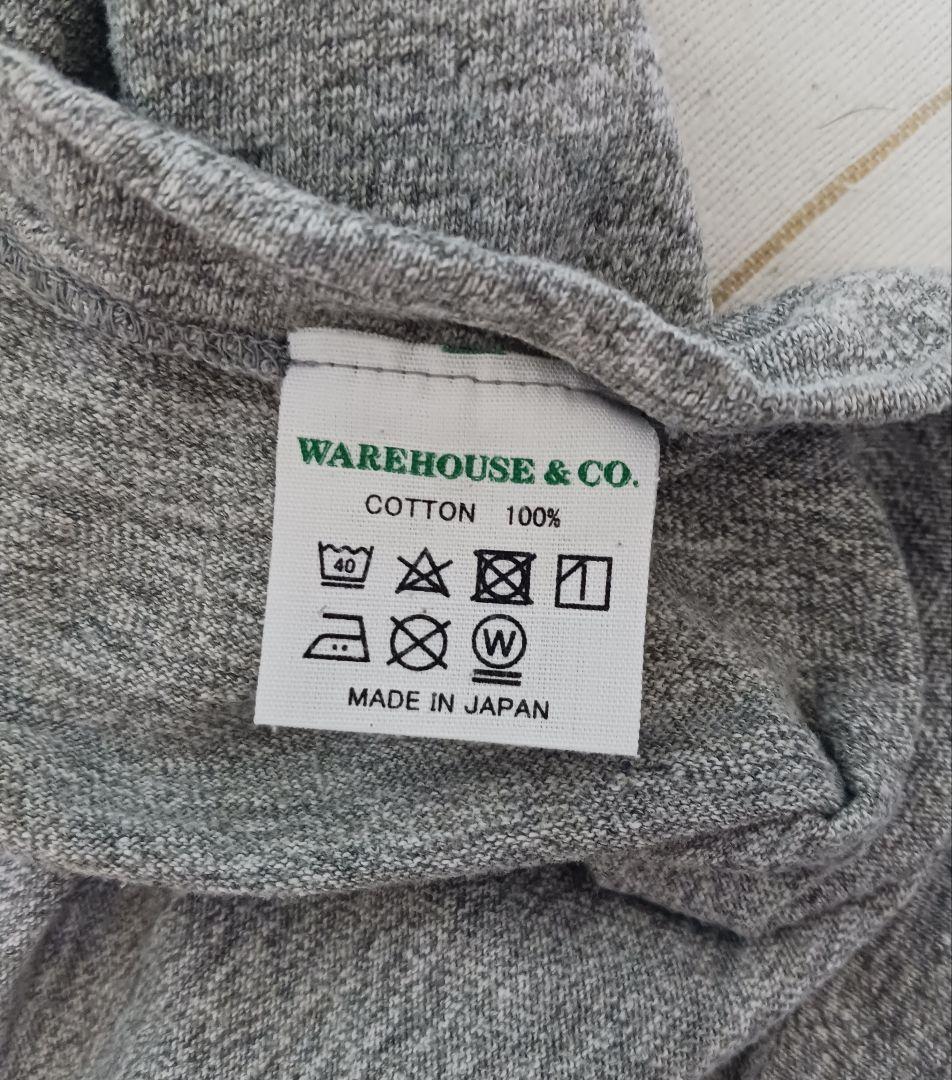 WAREHOUSE & CO.
COTTON 100%
40
W
MADE IN JAPAN